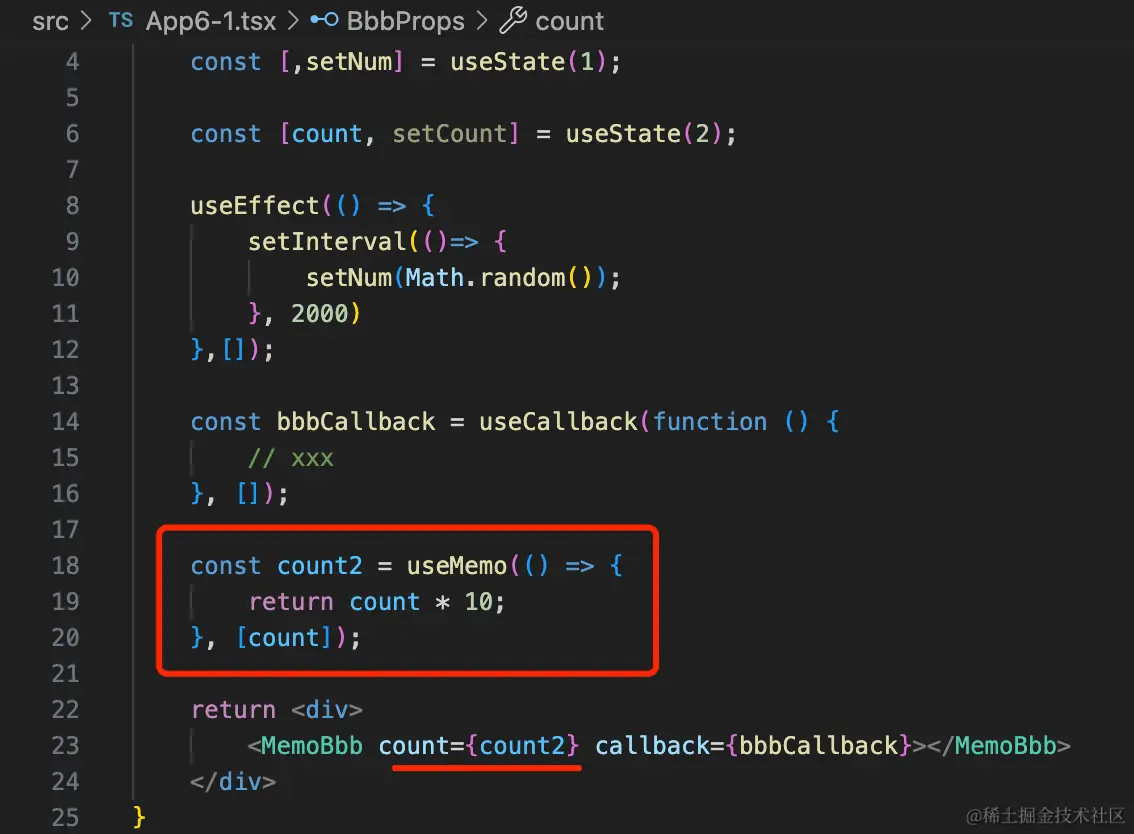 src > TS App6-1.tsx > BbbProps > count
4 const [,setNum] = useState(1);
5
6 const [count, setCount] = useState(2);
7
8 useEffect(() => {
9 setInterval(()=> {
10 setNum(Math.random());
11 }, 2000)
12 },[]);
13
14 const bbbCallback = useCallback(function () {
15 // xxx
16 }, []);
17
18 const count2 = useMemo(() => {
19 return count * 10;
20 }, [count]);
21
22 return <div>
23 <MemoBbb count={count2} callback={bbbCallback}></MemoBbb>
24 </div>
25 }
@稀土掘金技术社区